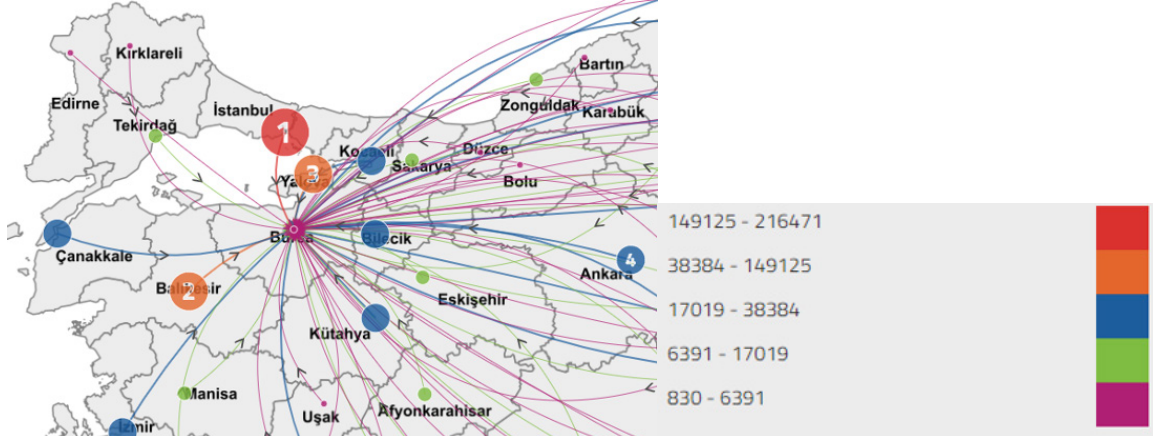 Kırklareli
Bartın
Edirne
İstanbul
Zonguldak
Karabük
Tekirdağ
1
Kocaeli
Düzce
Sakarya
3
Yalova
Bolu
149125 - 216471
Bursa
Bilecik
Çanakkale
4
Ankara
38384 - 149125
Balıkesir
2
Eskişehir
17019 - 38384
Kütahya
6391 - 17019
Manisa
830 - 6391
Uşak
Afyonkarahisar
İzmir